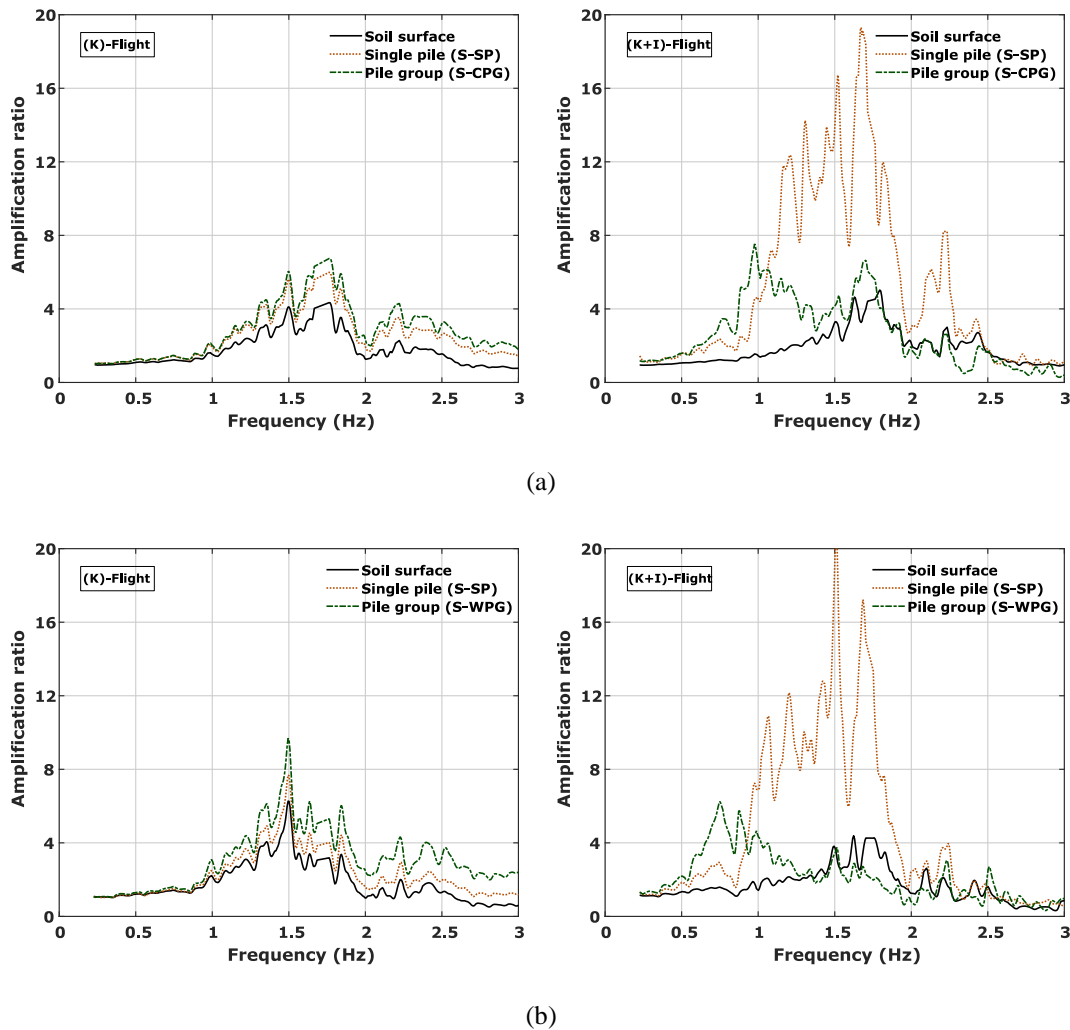 20
16
12
8
4
0
Amplification ratio
(K)-Flight
Soil surface
Single pile (S-SP)
Pile group (S-CPG)
0 0.5 1 1.5 2 2.5 3
Frequency (Hz)
20
16
12
8
4
0
Amplification ratio
(K+I)-Flight
Soil surface
Single pile (S-SP)
Pile group (S-CPG)
0 0.5 1 1.5 2 2.5 3
Frequency (Hz)
(a)
20
16
12
8
4
0
Amplification ratio
(K)-Flight
Soil surface
Single pile (S-SP)
Pile group (S-WPG)
0 0.5 1 1.5 2 2.5 3
Frequency (Hz)
20
16
12
8
4
0
Amplification ratio
(K+I)-Flight
Soil surface
Single pile (S-SP)
Pile group (S-WPG)
0 0.5 1 1.5 2 2.5 3
Frequency (Hz)
(b)